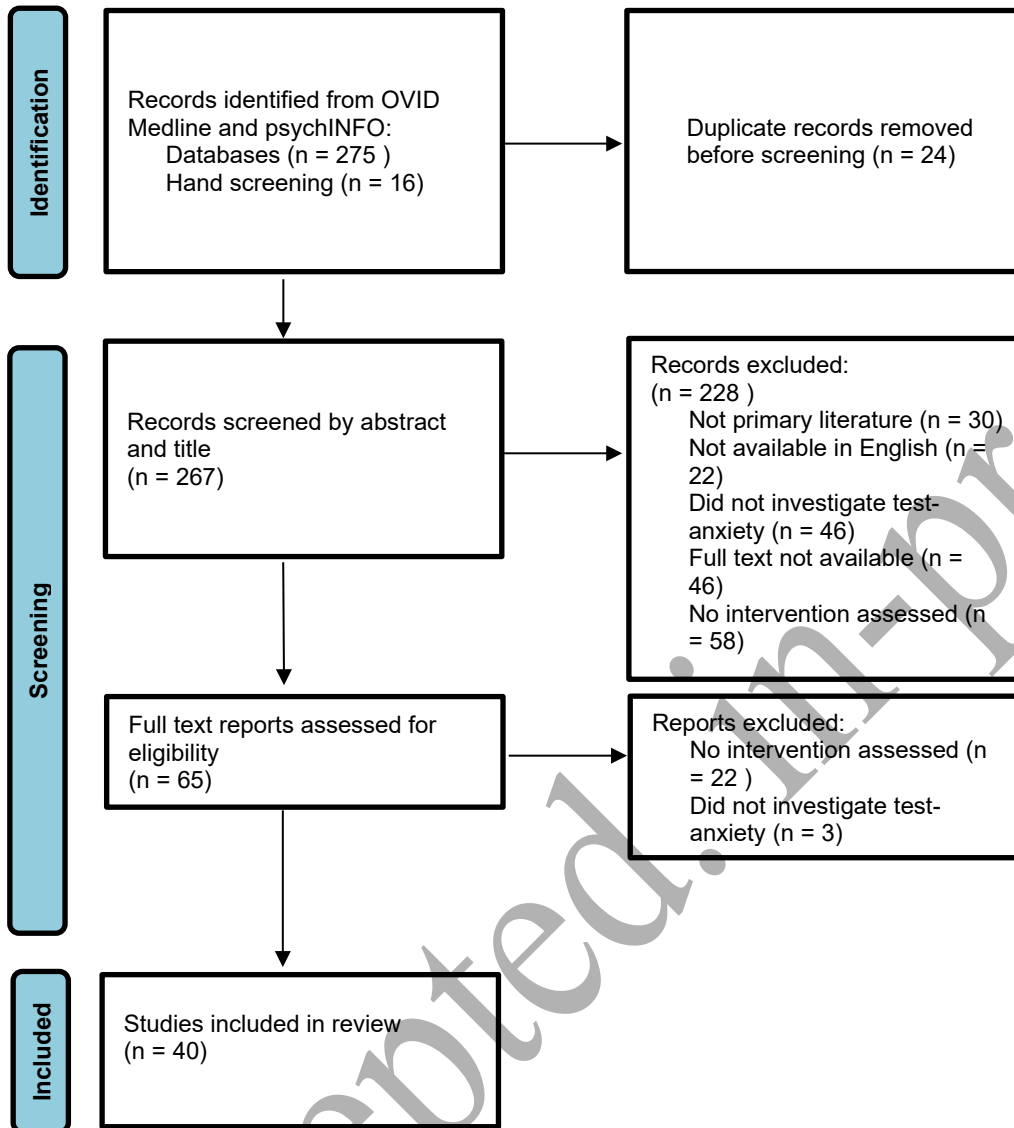 Identification
Records identified from OVID
Medline and psychINFO:
Databases (n = 275 )
Hand screening (n = 16)
Duplicate records removed
before screening (n = 24)
Screening
Records screened by abstract
and title
(n = 267)
Records excluded:
(n = 228 )
Not primary literature (n = 30)
Not available in English (n =
22)
Did not investigate test-
anxiety (n = 46)
Full text not available (n =
46)
No intervention assessed (n
= 58)
Full text reports assessed for
eligibility
(n = 65)
Reports excluded:
No intervention assessed (n
= 22 )
Did not investigate test-
anxiety (n = 3)
Included
Studies included in review
(n = 40)
epted. in-pr